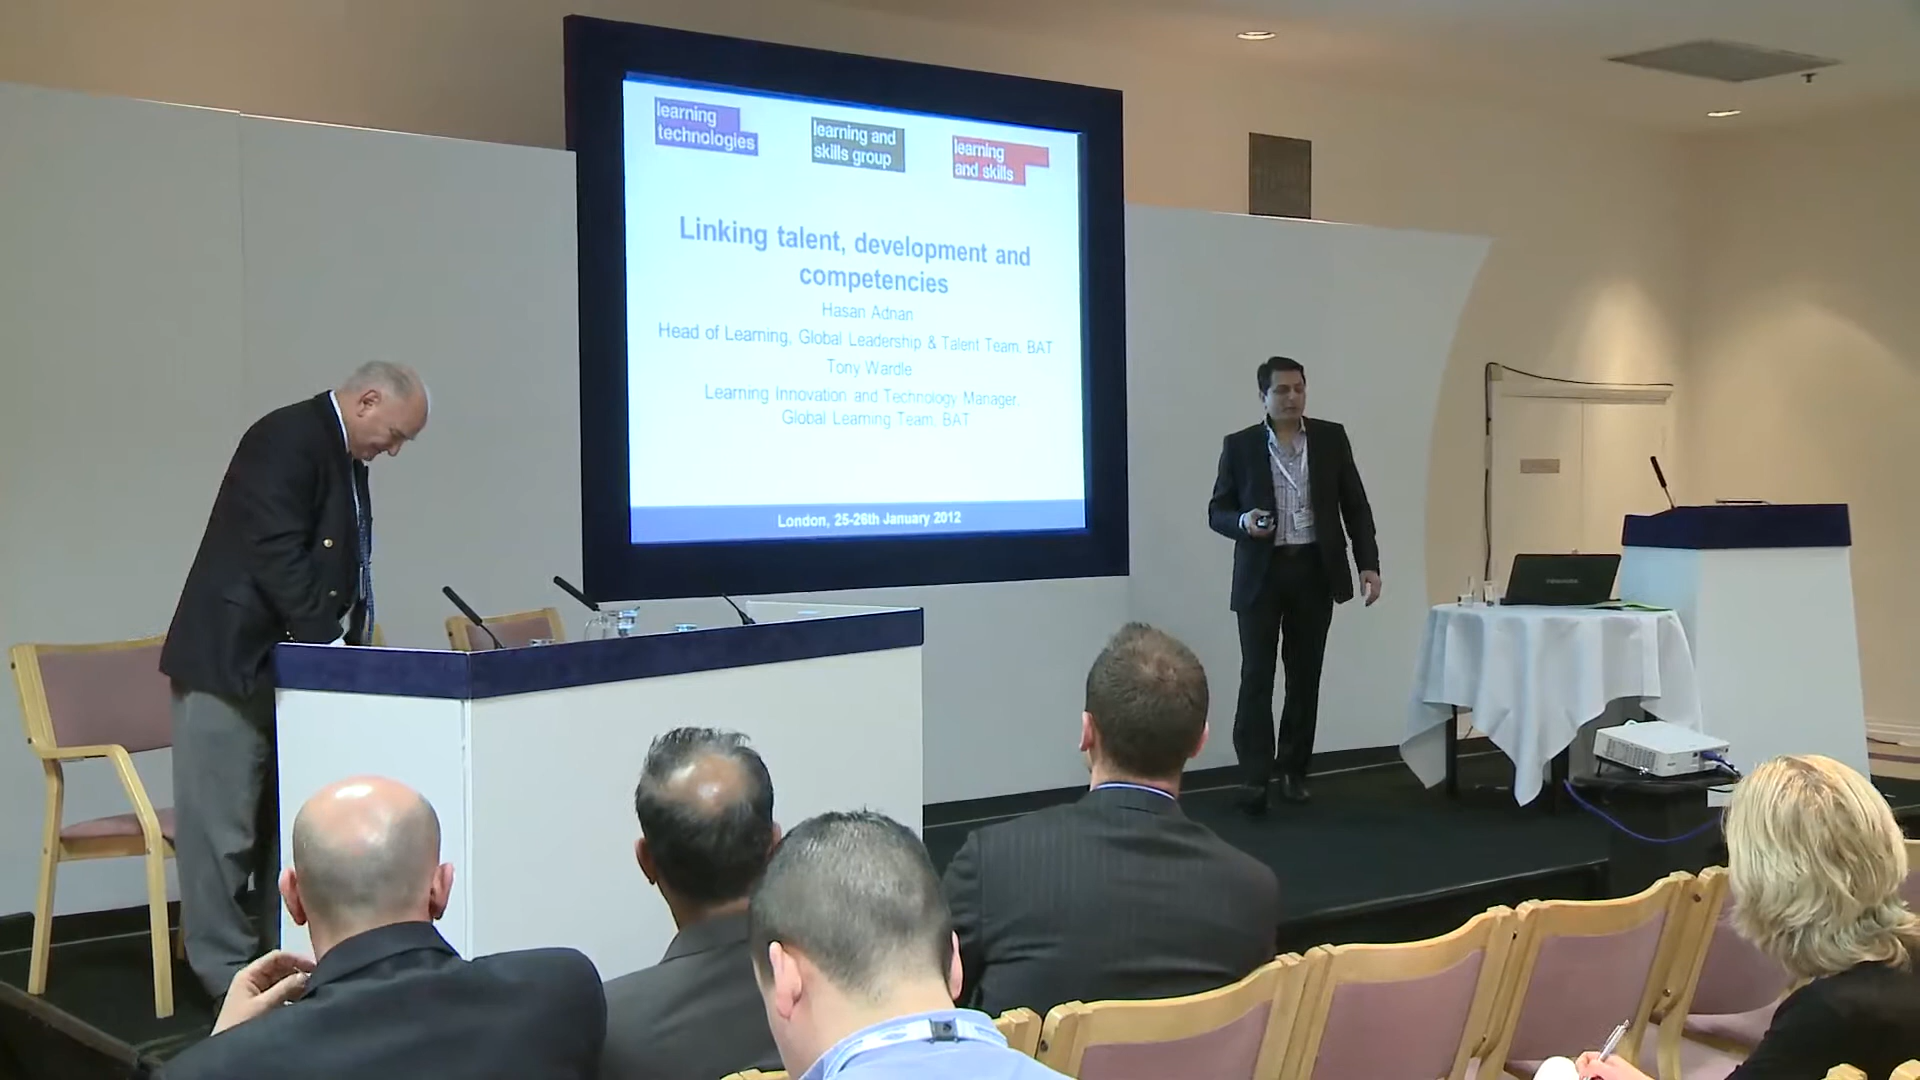 learning
technologies
learning and
skills group
learning
and skills
Linking talent, development and
competencies
Hasan Adnan
Head of Learning, Global Leadership & Talent Team, BAT
Tony Wardle
Learning Innovation and Technology Manager,
Global Learning Team, BAT
London, 25-26th January 2012